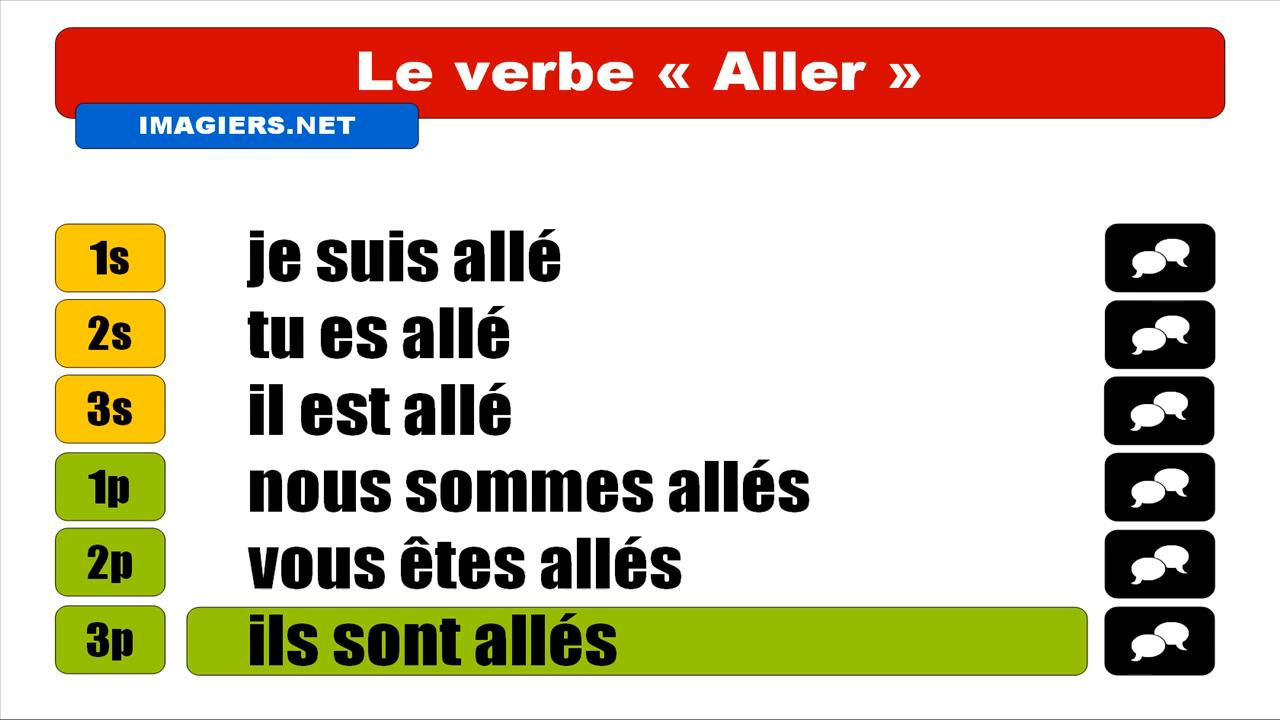 Le verbe « Aller »
IMAGIERS.NET
1s je suis allé
2s tu es allé
3s il est allé
1p nous sommes allés
2p vous êtes allés
3p ils sont allés